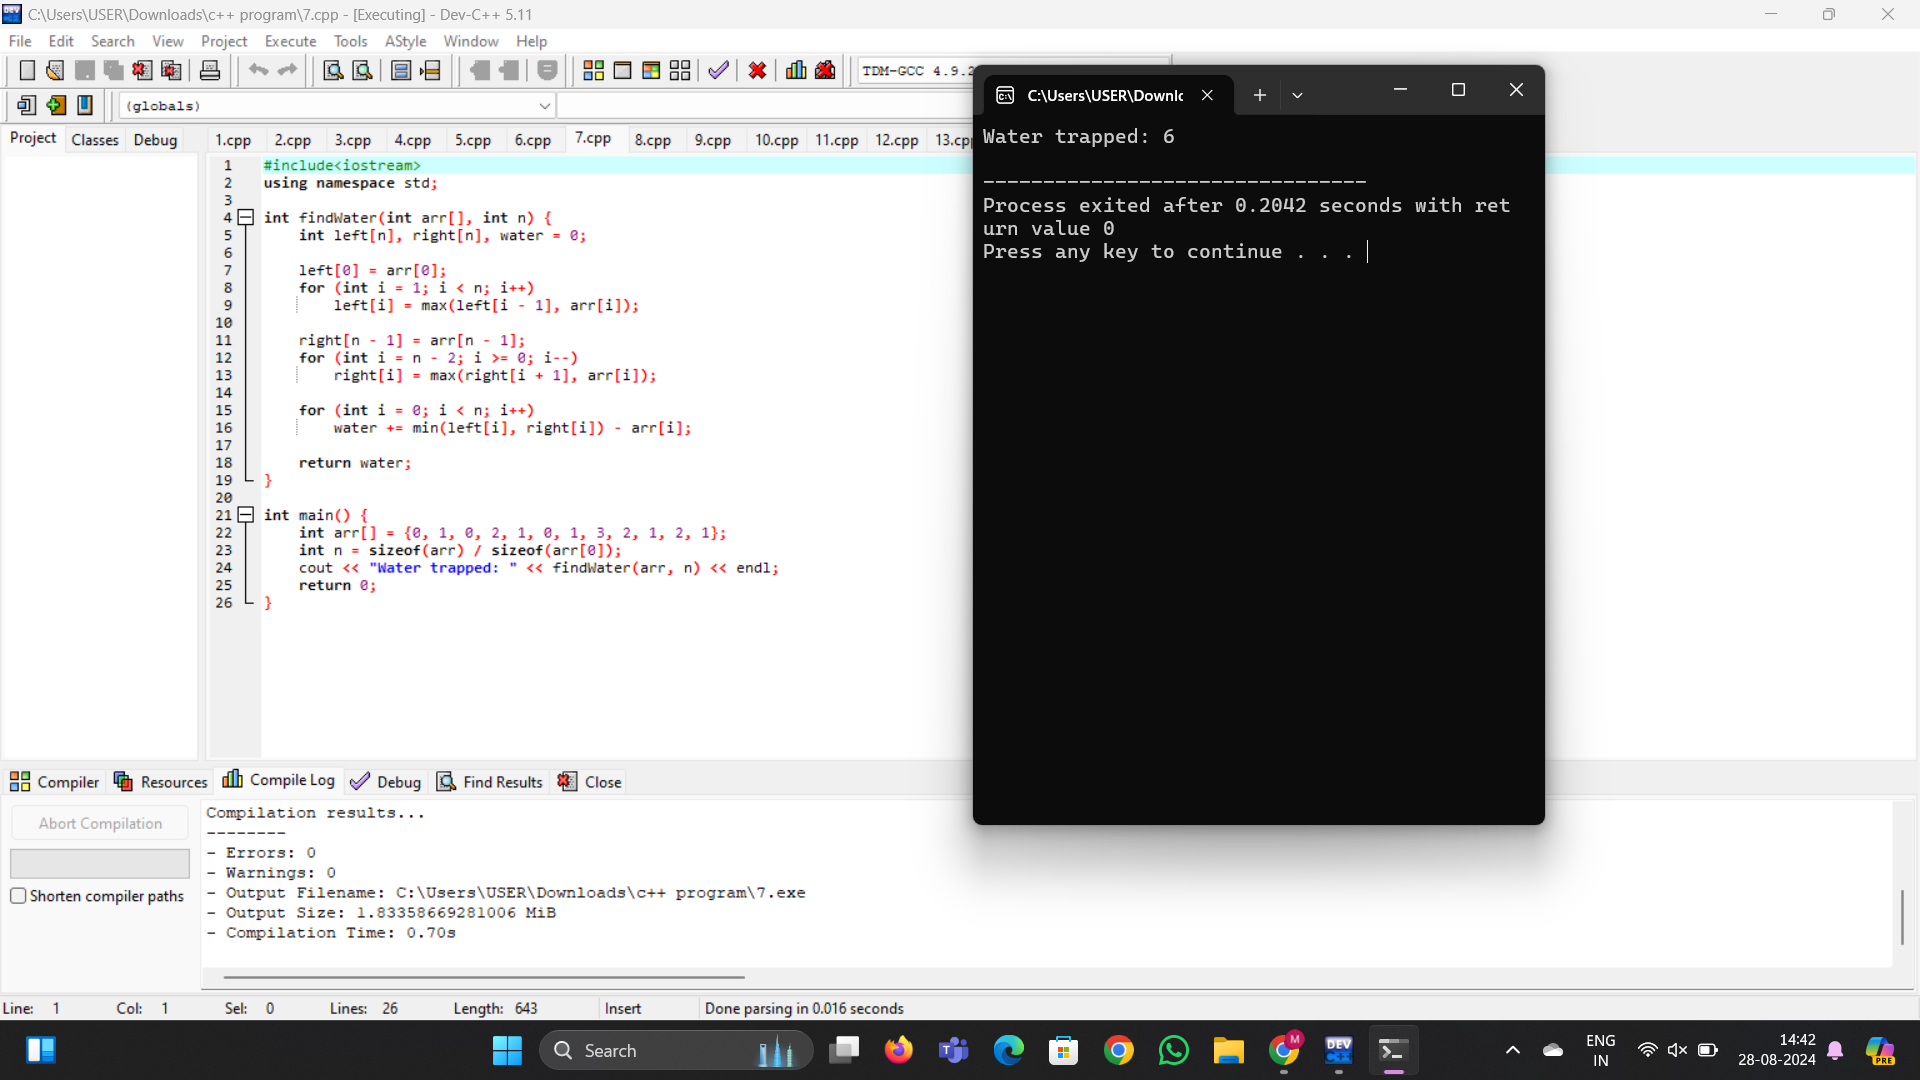 C:\Users\USER\Downloads\c++ program\7.cpp - [Executing] - Dev-C++ 5.11
File Edit Search View Project Execute Tools AStyle Window Help
TDM-GCC 4.9.2
(globals)
Project Classes Debug
1.cpp 2.cpp 3.cpp 4.cpp 5.cpp 6.cpp 7.cpp 8.cpp 9.cpp 10.cpp 11.cpp 12.cpp 13.cpp
1 #include<iostream>
2 using namespace std;
3
4 int findWater(int arr[], int n) {
5     int left[n], right[n], water = 0;
6
7     left[0] = arr[0];
8     for (int i = 1; i < n; i++)
9         left[i] = max(left[i - 1], arr[i]);
10
11     right[n - 1] = arr[n - 1];
12     for (int i = n - 2; i >= 0; i--)
13         right[i] = max(right[i + 1], arr[i]);
14
15     for (int i = 0; i < n; i++)
16         water += min(left[i], right[i]) - arr[i];
17
18     return water;
19 }
20
21 int main() {
22     int arr[] = {0, 1, 0, 2, 1, 0, 1, 3, 2, 1, 2, 1};
23     int n = sizeof(arr) / sizeof(arr[0]);
24     cout << "Water trapped: " << findWater(arr, n) << endl;
25     return 0;
26 }
C:\Users\USER\Downlc
Water trapped: 6
--------------------------------
Process exited after 0.2042 seconds with ret
urn value 0
Press any key to continue . . .
Compiler Resources Compile Log Debug Find Results Close
Abort Compilation
Shorten compiler paths
Compilation results...
--------
- Errors: 0
- Warnings: 0
- Output Filename: C:\Users\USER\Downloads\c++ program\7.exe
- Output Size: 1.83358669281006 MiB
- Compilation Time: 0.70s
Line: 1 Col: 1 Sel: 0 Lines: 26 Length: 643 Insert Done parsing in 0.016 seconds
Search
M
DEV
ENG
IN
14:42
28-08-2024
PRE